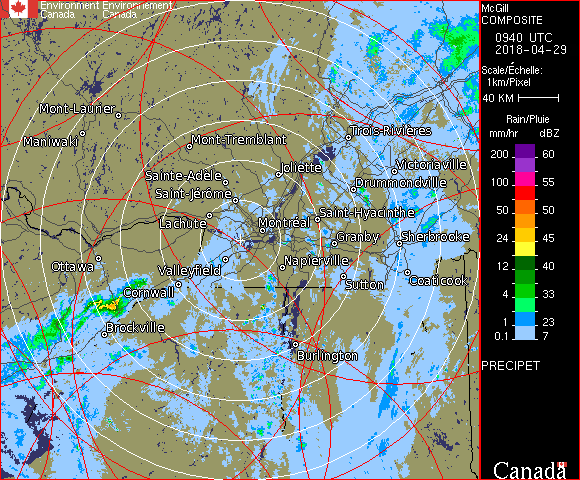 Environment Environnement
Canada Canada
McGill
COMPOSITE
0940 UTC
2018-04-29
Scale/Échelle:
1km/Pixel
40 KM
Rain/Pluie
mm/hr dBZ
200 60
100 55
50 50
24 45
12 40
4 33
1 23
0.1 7
PRECIPET
Canada
Mont-Laurier
Maniwaki
Mont-Tremblant
Trois-Rivières
Sainte-Adèle
Joliette
Victoriaville
Saint-Jérôme
Drummondville
Lachute
Montréal
Saint-Hyacinthe
Granby
Sherbrooke
Ottawa
Valleyfield
Napierville
Sutton
Coaticook
Cornwall
Brockville
Burlington